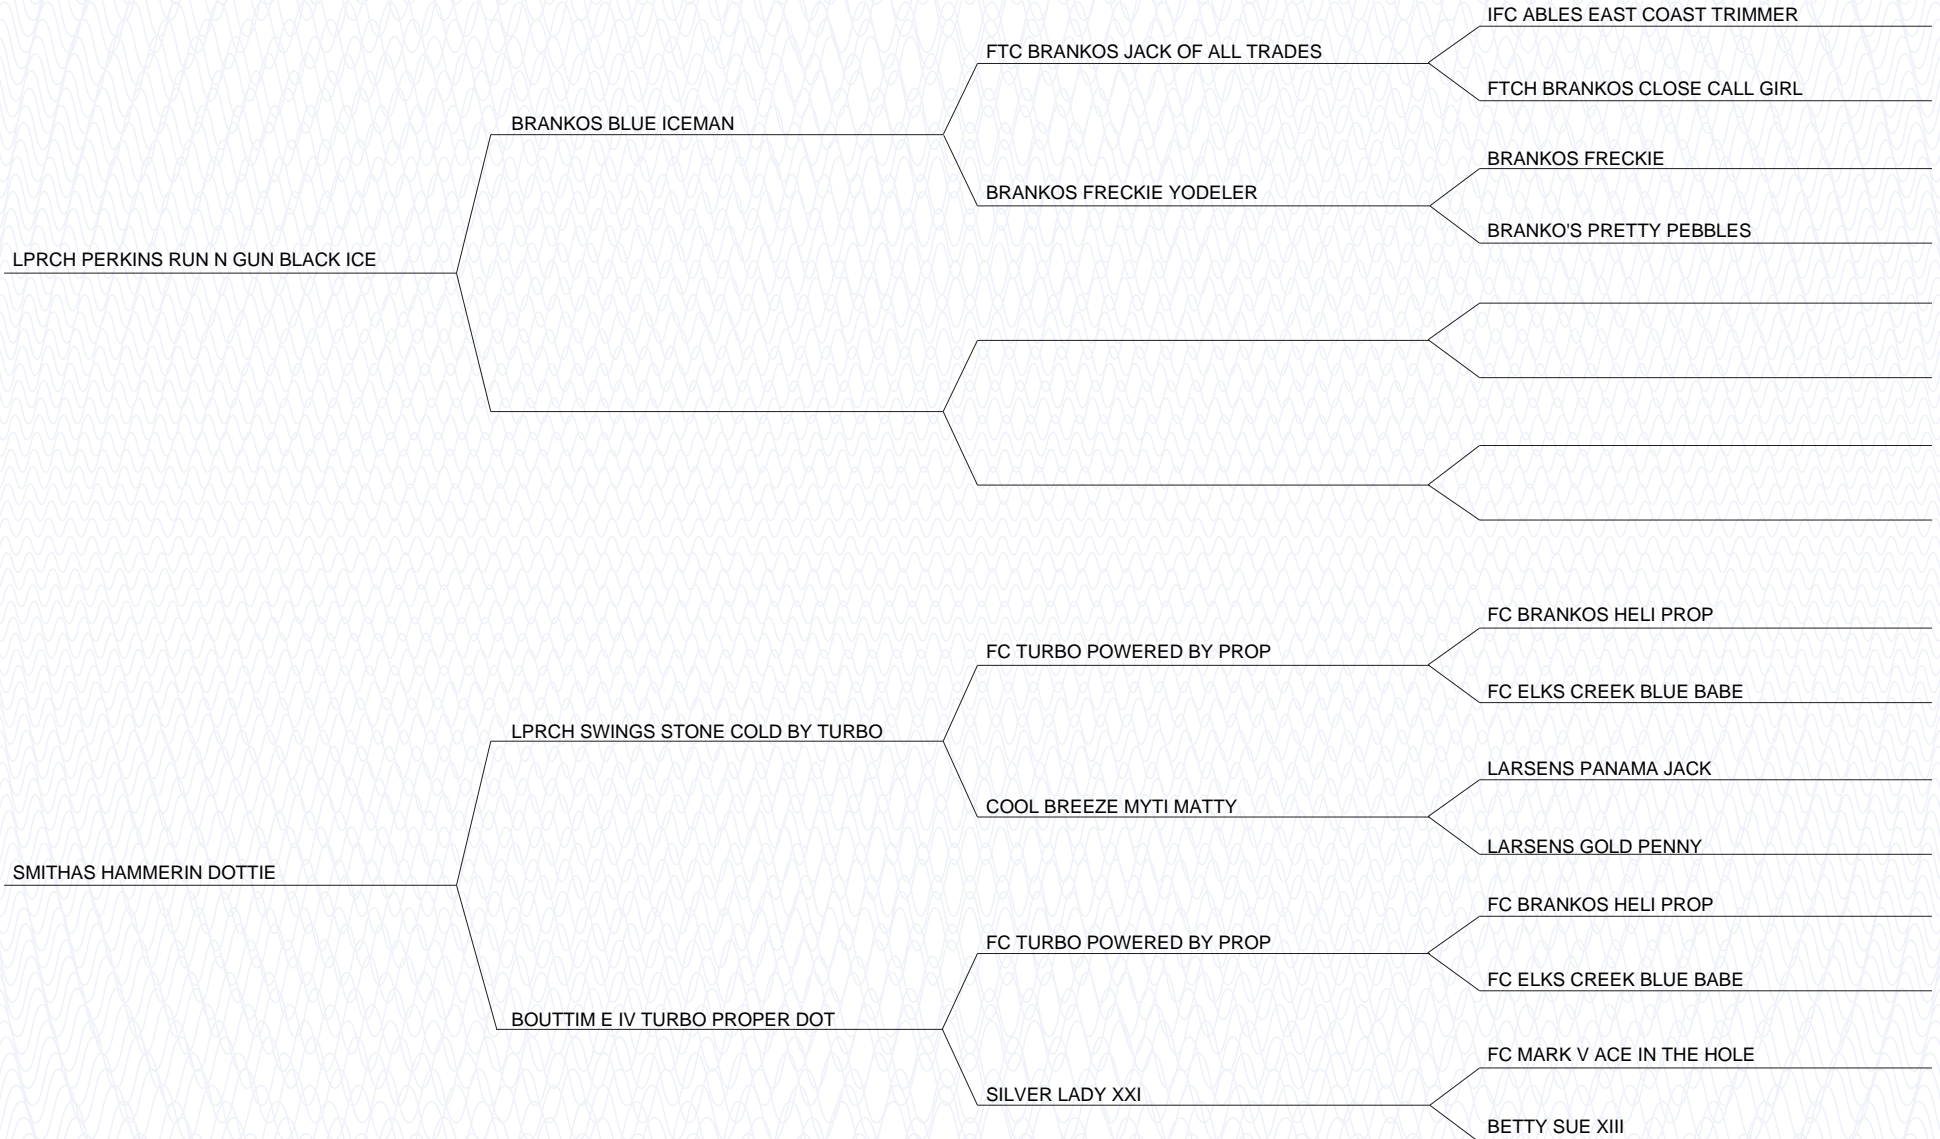 IFC ABLES EAST COAST TRIMMER
FTC BRANKOS JACK OF ALL TRADES
FTCH BRANKOS CLOSE CALL GIRL
BRANKOS BLUE ICEMAN
BRANKOS FRECKIE
BRANKOS FRECKIE YODELER
BRANKO'S PRETTY PEBBLES
LPRCH PERKINS RUN N GUN BLACK ICE
FC BRANKOS HELI PROP
FC TURBO POWERED BY PROP
FC ELKS CREEK BLUE BABE
LPRCH SWINGS STONE COLD BY TURBO
LARSENS PANAMA JACK
COOL BREEZE MYTI MATTY
LARSENS GOLD PENNY
SMITHAS HAMMERIN DOTTIE
FC BRANKOS HELI PROP
FC TURBO POWERED BY PROP
FC ELKS CREEK BLUE BABE
BOUTTIM E IV TURBO PROPER DOT
FC MARK V ACE IN THE HOLE
SILVER LADY XXI
BETTY SUE XIII